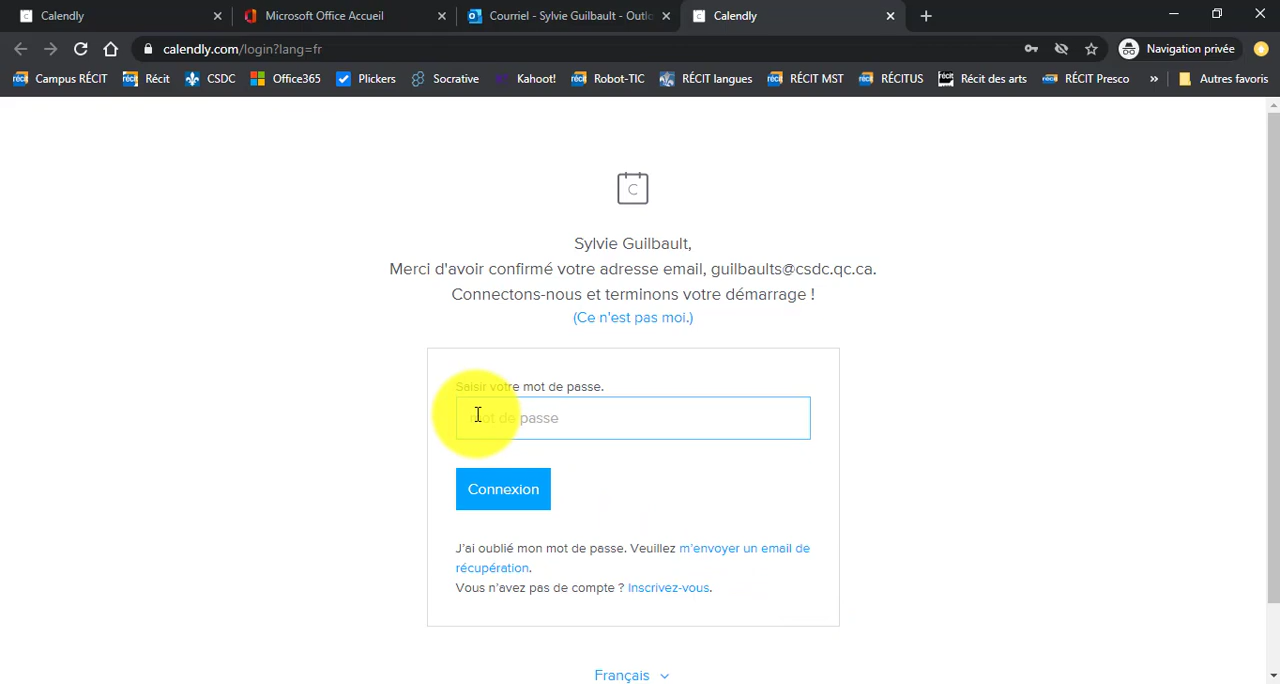 Calendly
Microsoft Office Accueil
Courriel - Sylvie Guilbault - Outlo
Calendly
calendly.com/login?lang=fr
Navigation privée
Campus RÉCIT
Récit
CSDC
Office365
Plickers
Socrative
Kahoot!
Robot-TIC
RÉCIT langues
RÉCIT MST
RÉCITUS
Récit des arts
RÉCIT Presco
»
Autres favoris
C
Sylvie Guilbault,
Merci d'avoir confirmé votre adresse email, guilbaults@csdc.qc.ca.
Connectons-nous et terminons votre démarrage !
(Ce n'est pas moi.)
Saisir votre mot de passe.
mot de passe
Connexion
J'ai oublié mon mot de passe. Veuillez m'envoyer un email de
récupération.
Vous n'avez pas de compte ? Inscrivez-vous.
Français